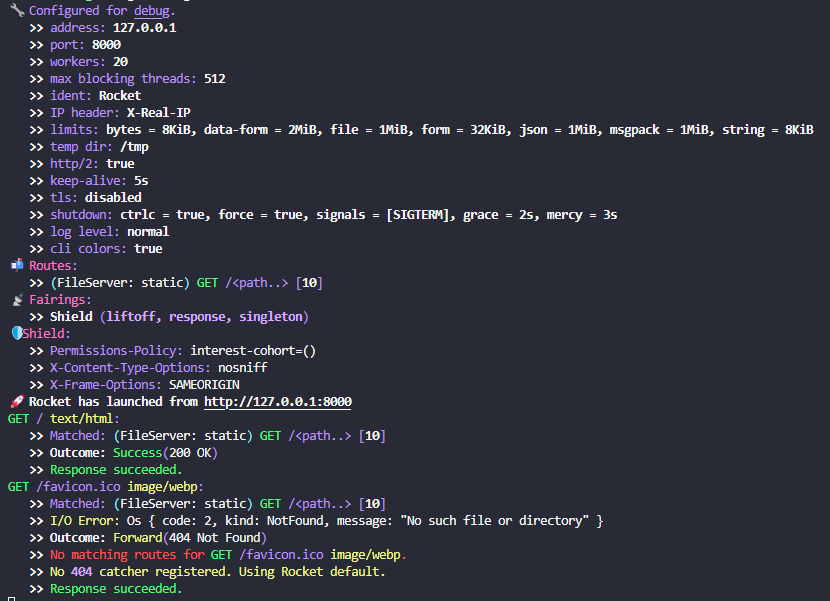 Configured for debug.
>> address: 127.0.0.1
>> port: 8000
>> workers: 20
>> max blocking threads: 512
>> ident: Rocket
>> IP header: X-Real-IP
>> limits: bytes = 8KiB, data-form = 2MiB, file = 1MiB, form = 32KiB, json = 1MiB, msgpack = 1MiB, string = 8KiB
>> temp dir: /tmp
>> http/2: true
>> keep-alive: 5s
>> tls: disabled
>> shutdown: ctrlc = true, force = true, signals = [SIGTERM], grace = 2s, mercy = 3s
>> log level: normal
>> cli colors: true
Routes:
>> (FileServer: static) GET /<path..> [10]
Fairings:
>> Shield (liftoff, response, singleton)
Shield:
>> Permissions-Policy: interest-cohort=()
>> X-Content-Type-Options: nosniff
>> X-Frame-Options: SAMEORIGIN
Rocket has launched from http://127.0.0.1:8000
GET / text/html:
>> Matched: (FileServer: static) GET /<path..> [10]
>> Outcome: Success(200 OK)
>> Response succeeded.
GET /favicon.ico image/webp:
>> Matched: (FileServer: static) GET /<path..> [10]
>> I/O Error: Os { code: 2, kind: NotFound, message: "No such file or directory" }
>> Outcome: Forward(404 Not Found)
>> No matching routes for GET /favicon.ico image/webp.
>> No 404 catcher registered. Using Rocket default.
>> Response succeeded.